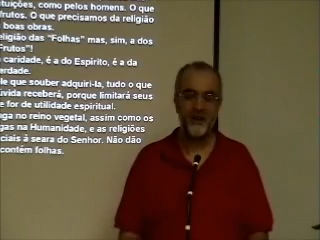 tuições, como pelos homens. O que
frutos. O que precisamos da religião
boas obras.
eligião das "Folhas" mas, sim, a dos
Frutos"!
caridade, é a do Espírito, é a da
erdade.
le que souber adquiri-la, tudo o que
úvida receberá, porque limitará seus
e for de utilidade espiritual.
nga no reino vegetal, assim como os
gas na Humanidade, e as religiões
ciais à seara do Senhor. Não dão
contém folhas.